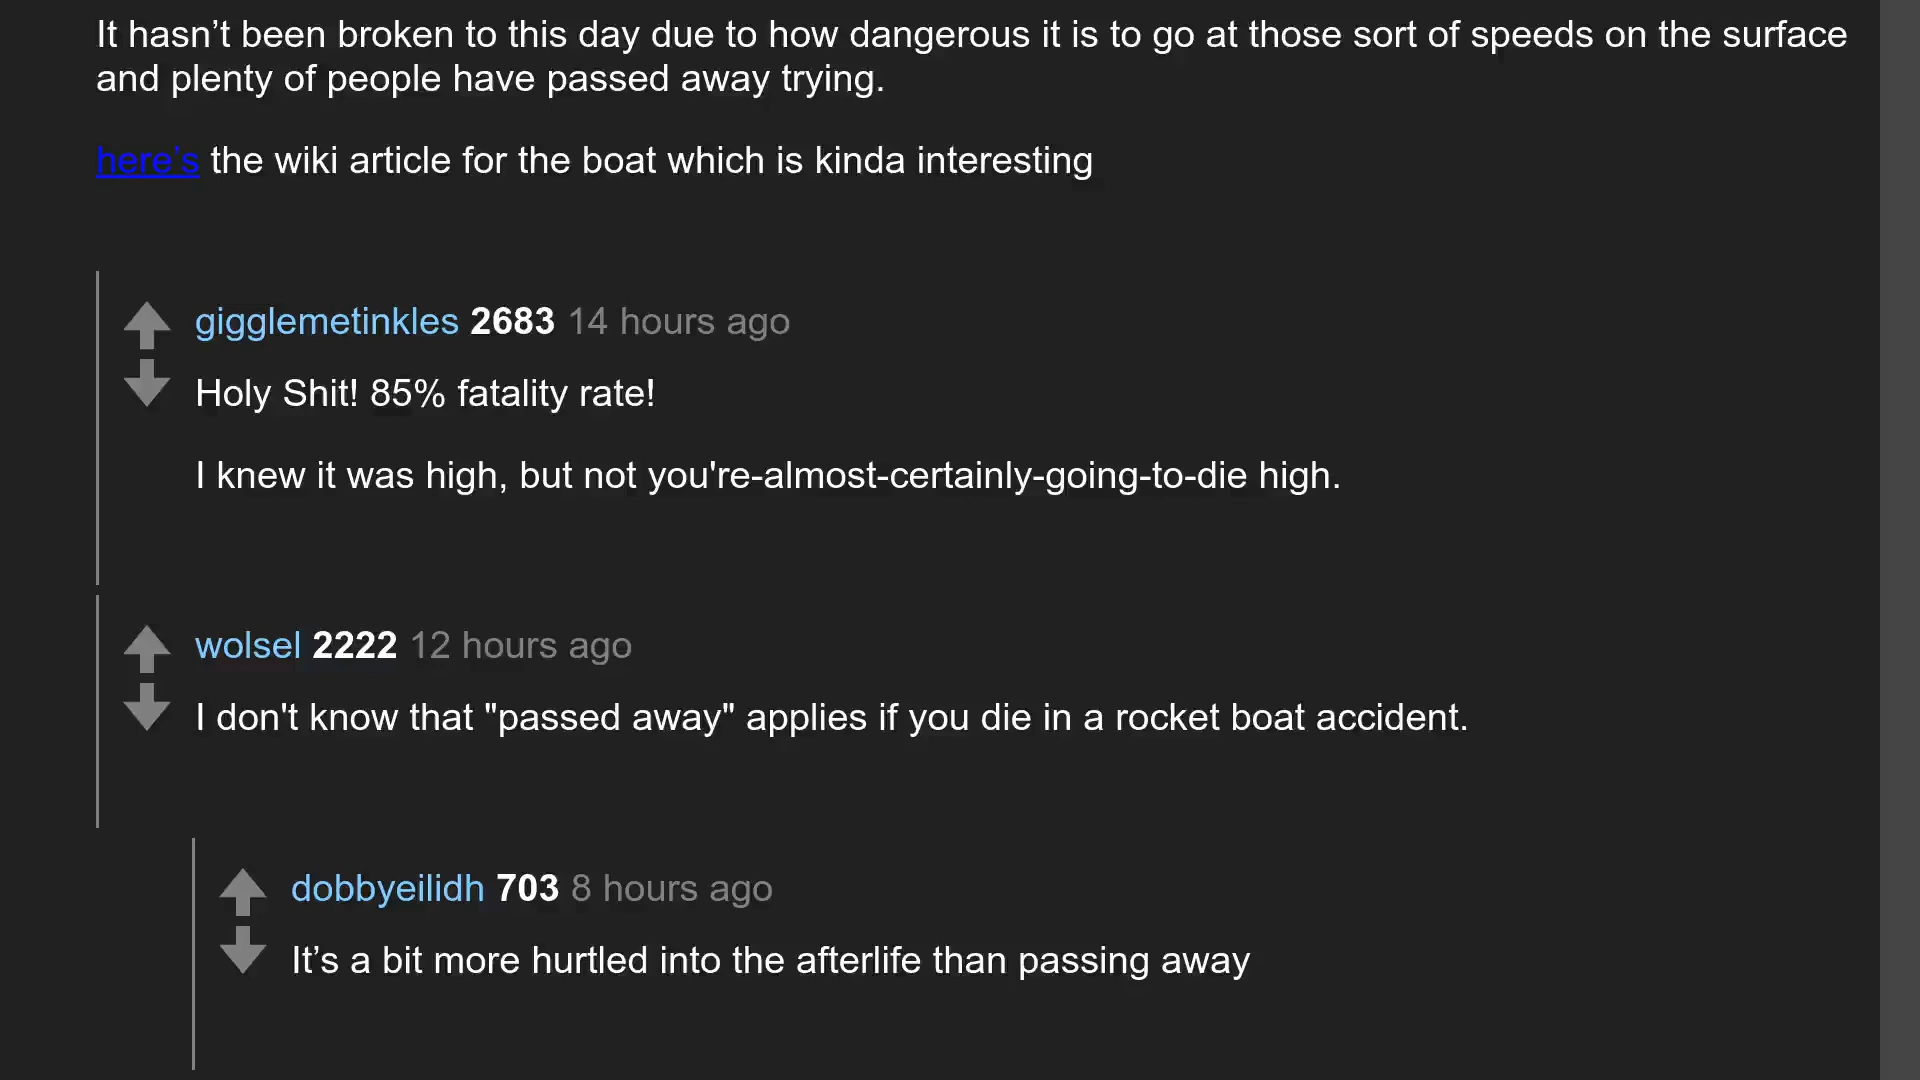 It hasn’t been broken to this day due to how dangerous it is to go at those sort of speeds on the surface
and plenty of people have passed away trying.
here’s the wiki article for the boat which is kinda interesting
gigglemetinkles 2683 14 hours ago
Holy Shit! 85% fatality rate!
I knew it was high, but not you're-almost-certainly-going-to-die high.
wolsel 2222 12 hours ago
I don't know that "passed away" applies if you die in a rocket boat accident.
dobbyeilidh 703 8 hours ago
It’s a bit more hurtled into the afterlife than passing away